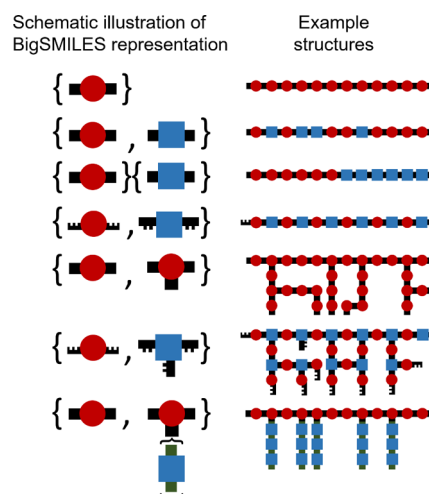 Schematic illustration of
BigSMILES representation
Example
structures
{ }
{ , }
{ }{ }
{ , }
{ , }
{ , }
{ , }
{